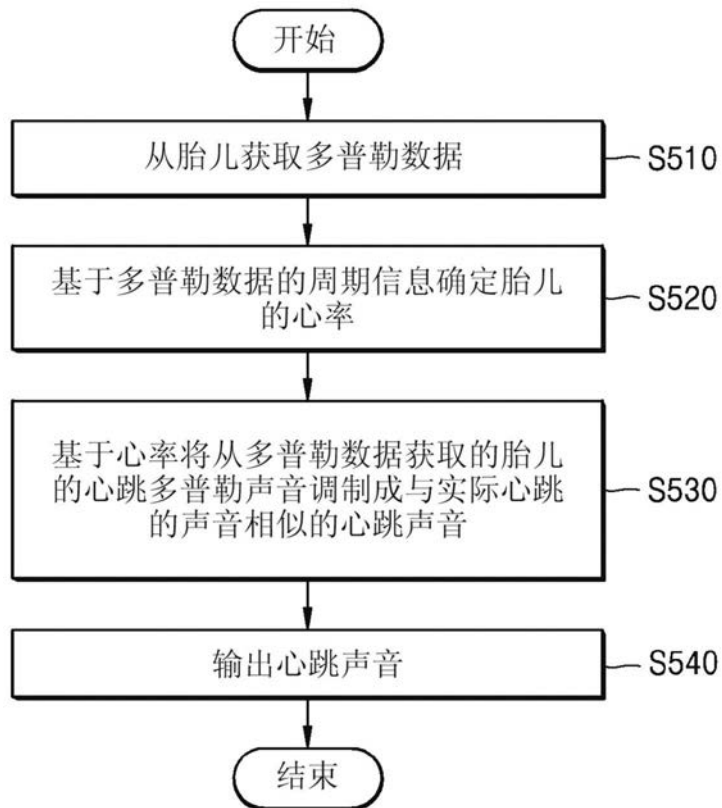 开始
从胎儿获取多普勒数据
S510
基于多普勒数据的周期信息确定胎儿
的心率
S520
基于心率将从多普勒数据获取的胎儿
的心跳多普勒声音调制成与实际心跳
的声音相似的心跳声音
S530
输出心跳声音
S540
结束